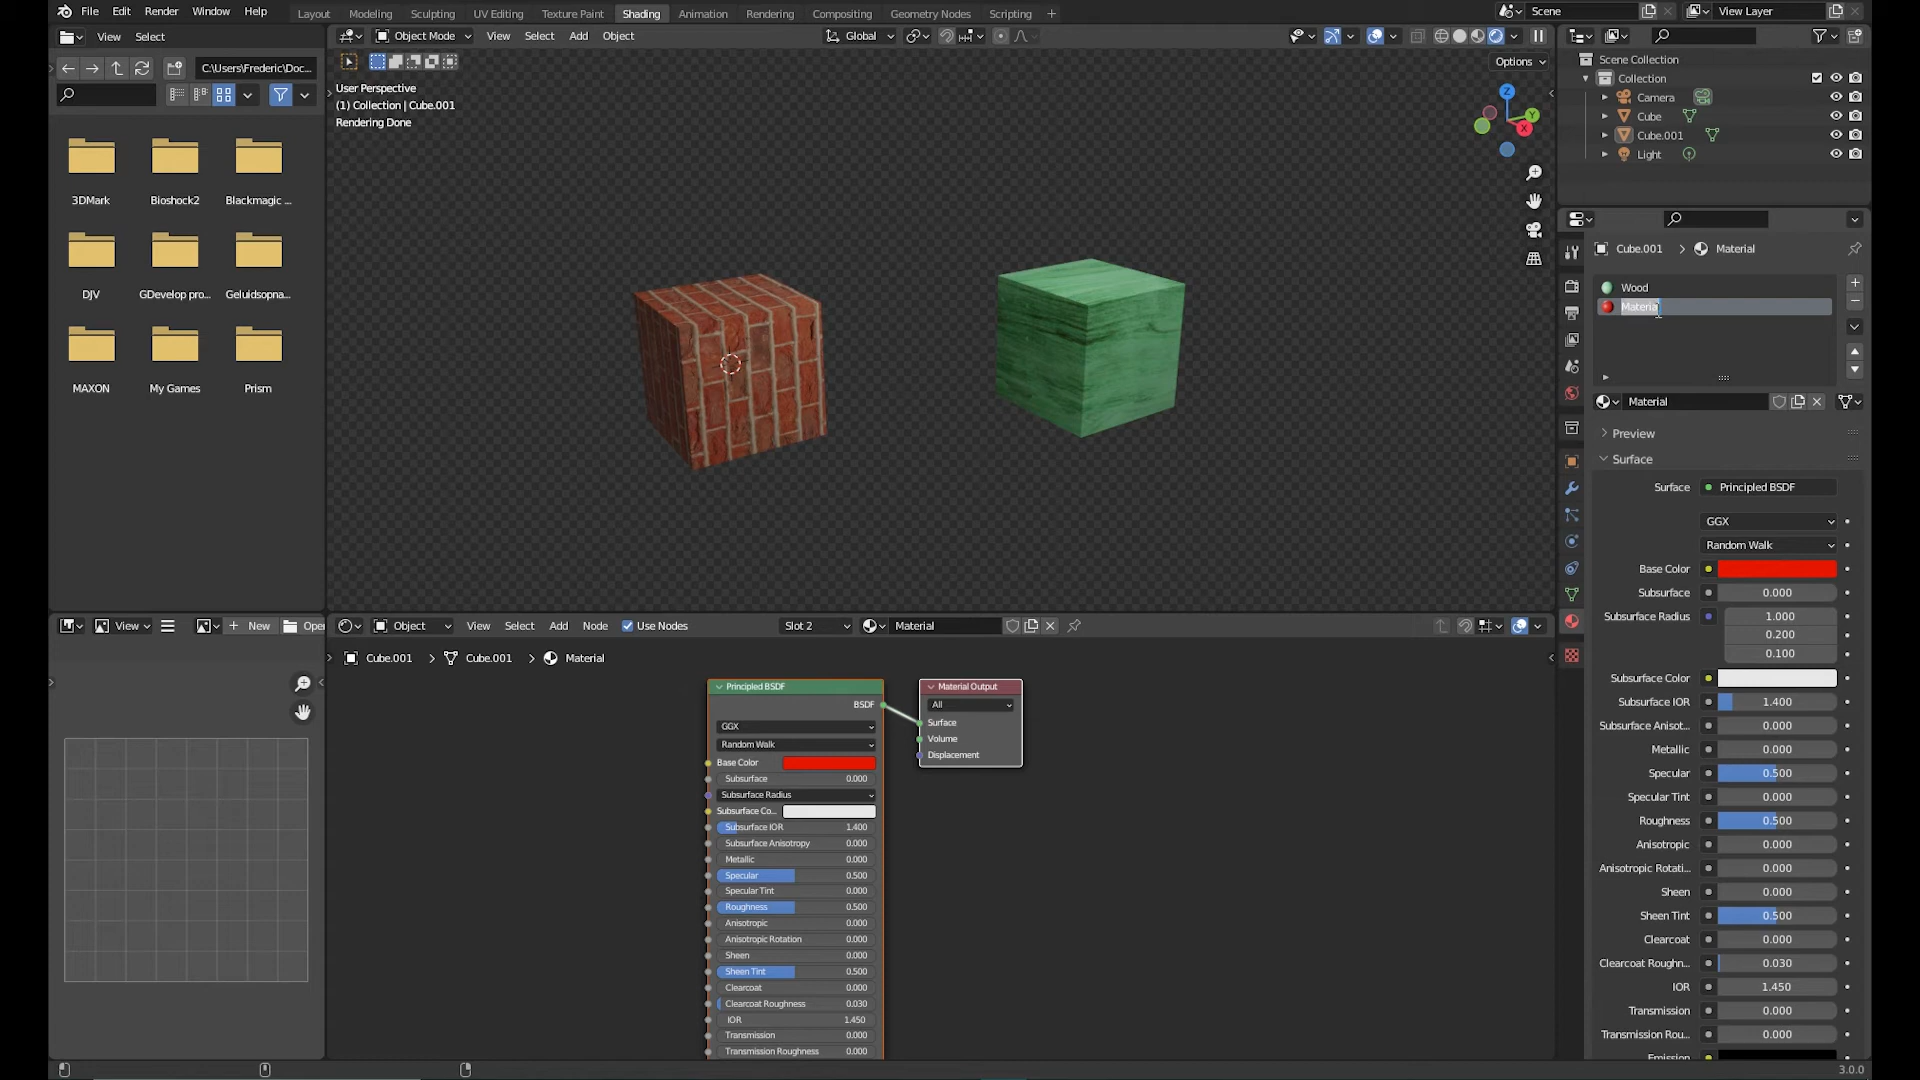 File Edit Render Window Help Layout Modeling Sculpting UV Editing Texture Paint Shading Animation Rendering Compositing Geometry Nodes Scripting + Scene View Layer
View Select
C:\Users\Frederic\Doc...
3DMark Bioshock2 Blackmagic ...
DJV GDevelop pro... Geluidsopna...
MAXON My Games Prism
Object Mode View Select Add Object Global
Options
User Perspective
(1) Collection | Cube.001
Rendering Done
Z
Y
X
Scene Collection
Collection
Camera
Cube
Cube.001
Light
Cube.001 > Material
Wood
Material
Material
Preview
Surface
Surface Principled BSDF
GGX
Random Walk
Base Color
Subsurface 0.000
Subsurface Radius 1.000
0.200
0.100
Subsurface Color
Subsurface IOR 1.400
Subsurface Anisot... 0.000
Metallic 0.000
Specular 0.500
Specular Tint 0.000
Roughness 0.500
Anisotropic 0.000
Anisotropic Rotati... 0.000
Sheen 0.000
Sheen Tint 0.500
Clearcoat 0.000
Clearcoat Roughn... 0.030
IOR 1.450
Transmission 0.000
Transmission Rou... 0.000
Emission
View + New Open
Object View Select Add Node Use Nodes Slot 2 Material
Cube.001 > Cube.001 > Material
Principled BSDF
BSDF
GGX
Random Walk
Base Color
Subsurface 0.000
Subsurface Radius
Subsurface Co...
Subsurface IOR 1.400
Subsurface Anisotropy 0.000
Metallic 0.000
Specular 0.500
Specular Tint 0.000
Roughness 0.500
Anisotropic 0.000
Anisotropic Rotation 0.000
Sheen 0.000
Sheen Tint 0.500
Clearcoat 0.000
Clearcoat Roughness 0.030
IOR 1.450
Transmission 0.000
Transmission Roughness 0.000
Material Output
All
Surface
Volume
Displacement
3.0.0